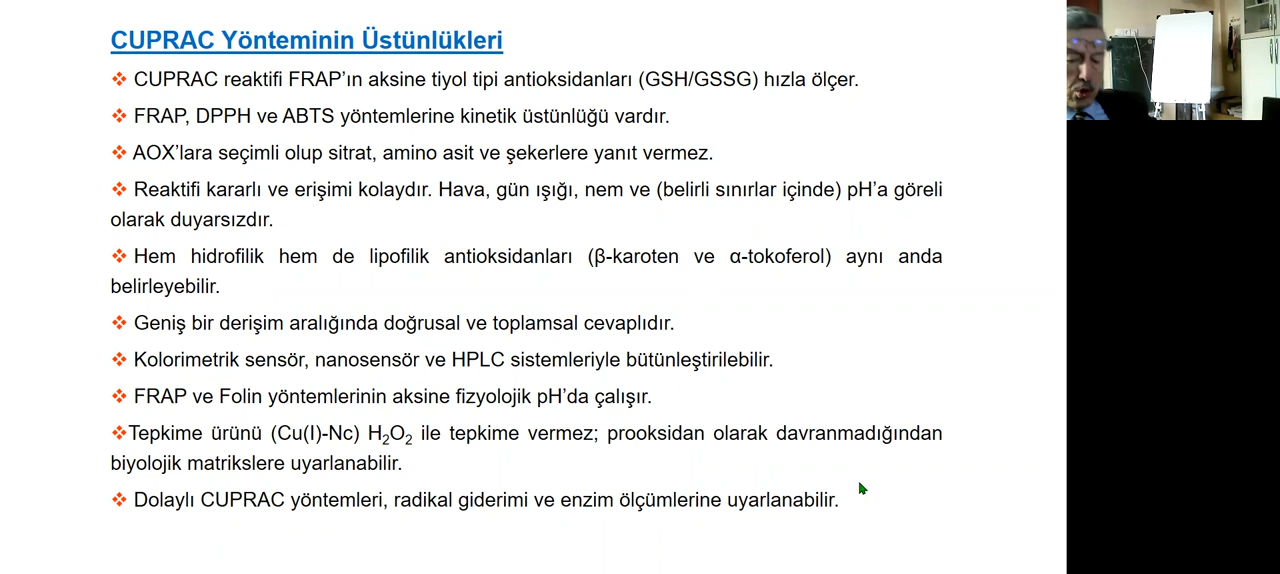 CUPRAC Yönteminin Üstünlükleri
❖ CUPRAC reaktifi FRAP’ın aksine tiyol tipi antioksidanları (GSH/GSSG) hızla ölçer.
❖ FRAP, DPPH ve ABTS yöntemlerine kinetik üstünlüğü vardır.
❖ AOX’lara seçimli olup sitrat, amino asit ve şekerlere yanıt vermez.
❖ Reaktifi kararlı ve erişimi kolaydır. Hava, gün ışığı, nem ve (belirli sınırlar içinde) pH’a göreli
olarak duyarsızdır.
❖ Hem hidrofilik hem de lipofilik antioksidanları (β-karoten ve α-tokoferol) aynı anda
belirleyebilir.
❖ Geniş bir derişim aralığında doğrusal ve toplamsal cevaplıdır.
❖ Kolorimetrik sensör, nanosensör ve HPLC sistemleriyle bütünleştirilebilir.
❖ FRAP ve Folin yöntemlerinin aksine fizyolojik pH’da çalışır.
❖Tepkime ürünü (Cu(I)-Nc) H₂O₂ ile tepkime vermez; prooksidan olarak davranmadığından
biyolojik matrikslere uyarlanabilir.
❖ Dolaylı CUPRAC yöntemleri, radikal giderimi ve enzim ölçümlerine uyarlanabilir.